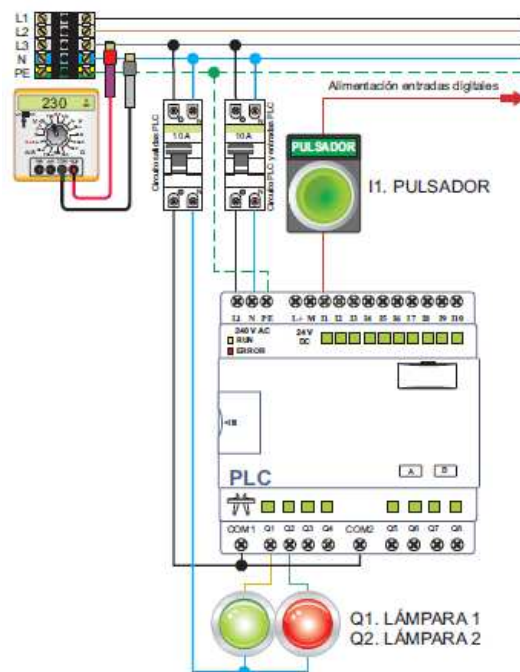 L1
L2
L3
N
PE
230
Alimentación entradas digitales
Circuito salidas PLC
10A
Circuito PLC y entradas PLC
10A
PULSADOR
I1. PULSADOR
L1 N PE L+ M I1 I2 I3 I4 I5 I6 I7 I8 I9 I10
240 V AC
24 V
DC
RUN
ERROR
PLC
A B
COM1 Q1 Q2 Q3 Q4 COM2 Q5 Q6 Q7 Q8
Q1. LÁMPARA 1
Q2. LÁMPARA 2